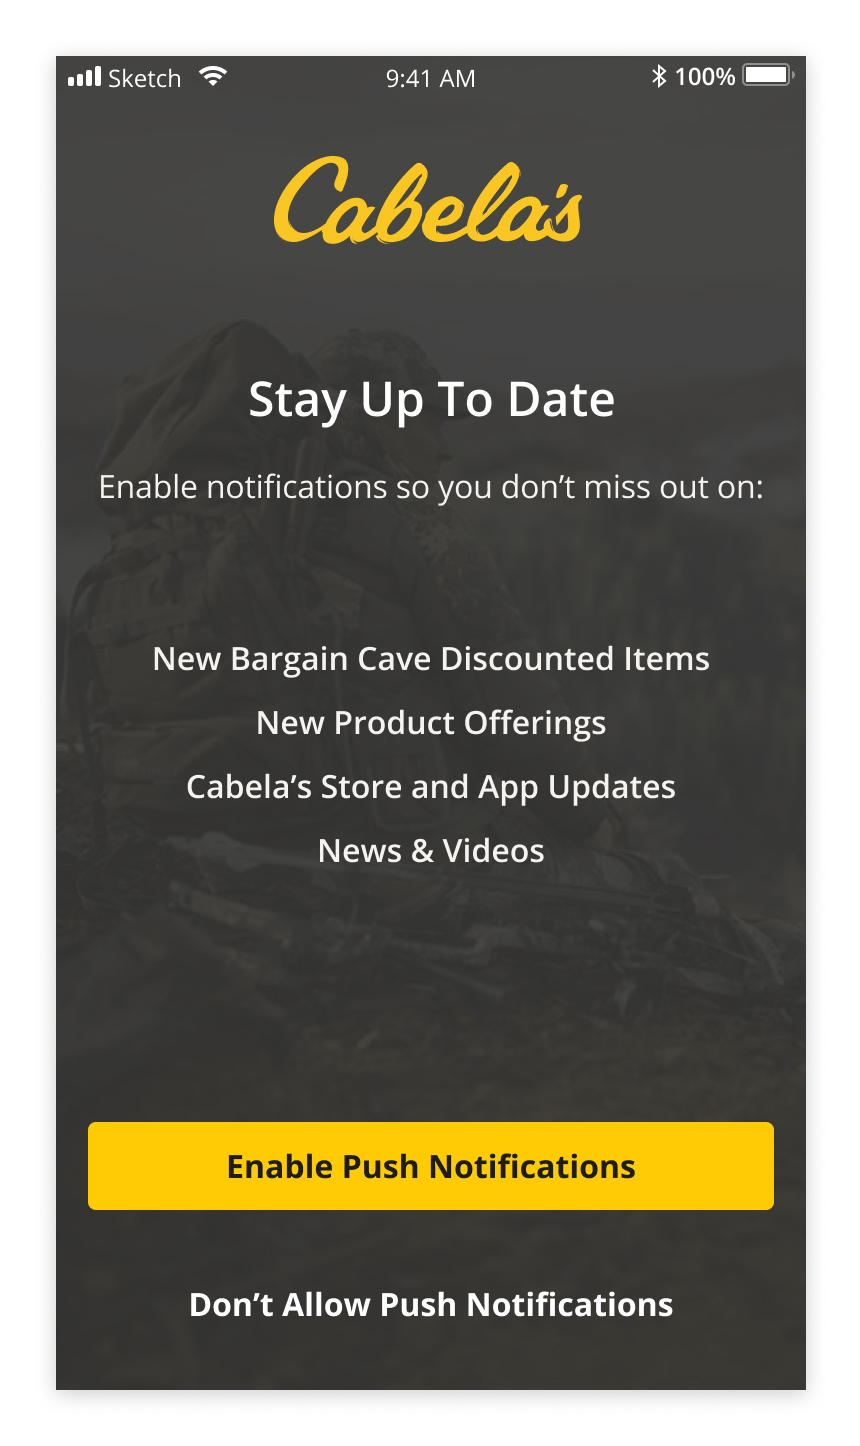 Sketch 9:41 AM 100%
Cabela's
Stay Up To Date
Enable notifications so you don’t miss out on:
New Bargain Cave Discounted Items
New Product Offerings
Cabela’s Store and App Updates
News & Videos
Enable Push Notifications
Don’t Allow Push Notifications